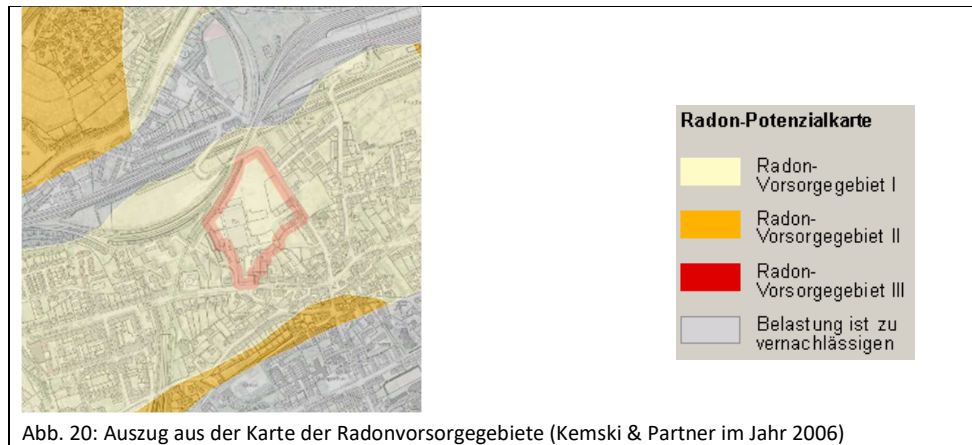 Radon-Potenzialkarte
Radon-
Vorsorgegebiet I
Radon-
Vorsorgegebiet II
Radon-
Vorsorgegebiet III
Belastung ist zu
vernachlässigen
Abb. 20: Auszug aus der Karte der Radonvorsorgegebiete (Kemski & Partner im Jahr 2006)